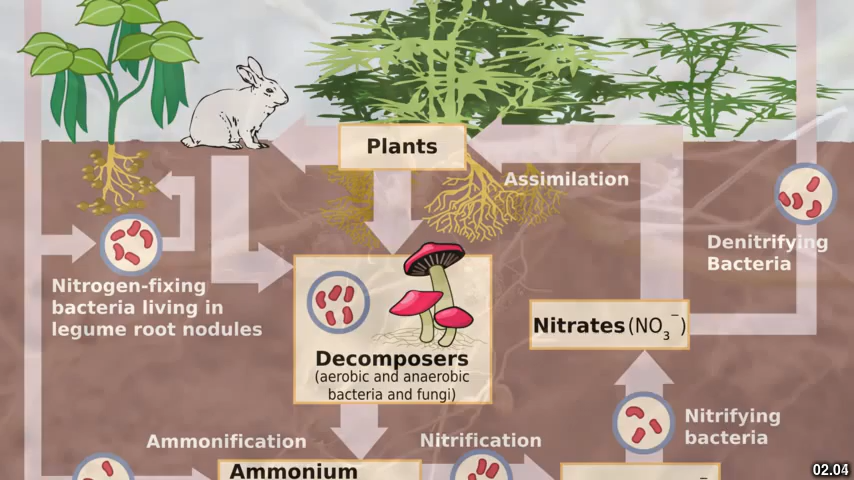 Plants
Assimilation
Denitrifying
Bacteria
Nitrogen-fixing
bacteria living in
legume root nodules
Nitrates (NO₃⁻)
Decomposers
(aerobic and anaerobic
bacteria and fungi)
Nitrifying
bacteria
Ammonification
Nitrification
Ammonium
02.04